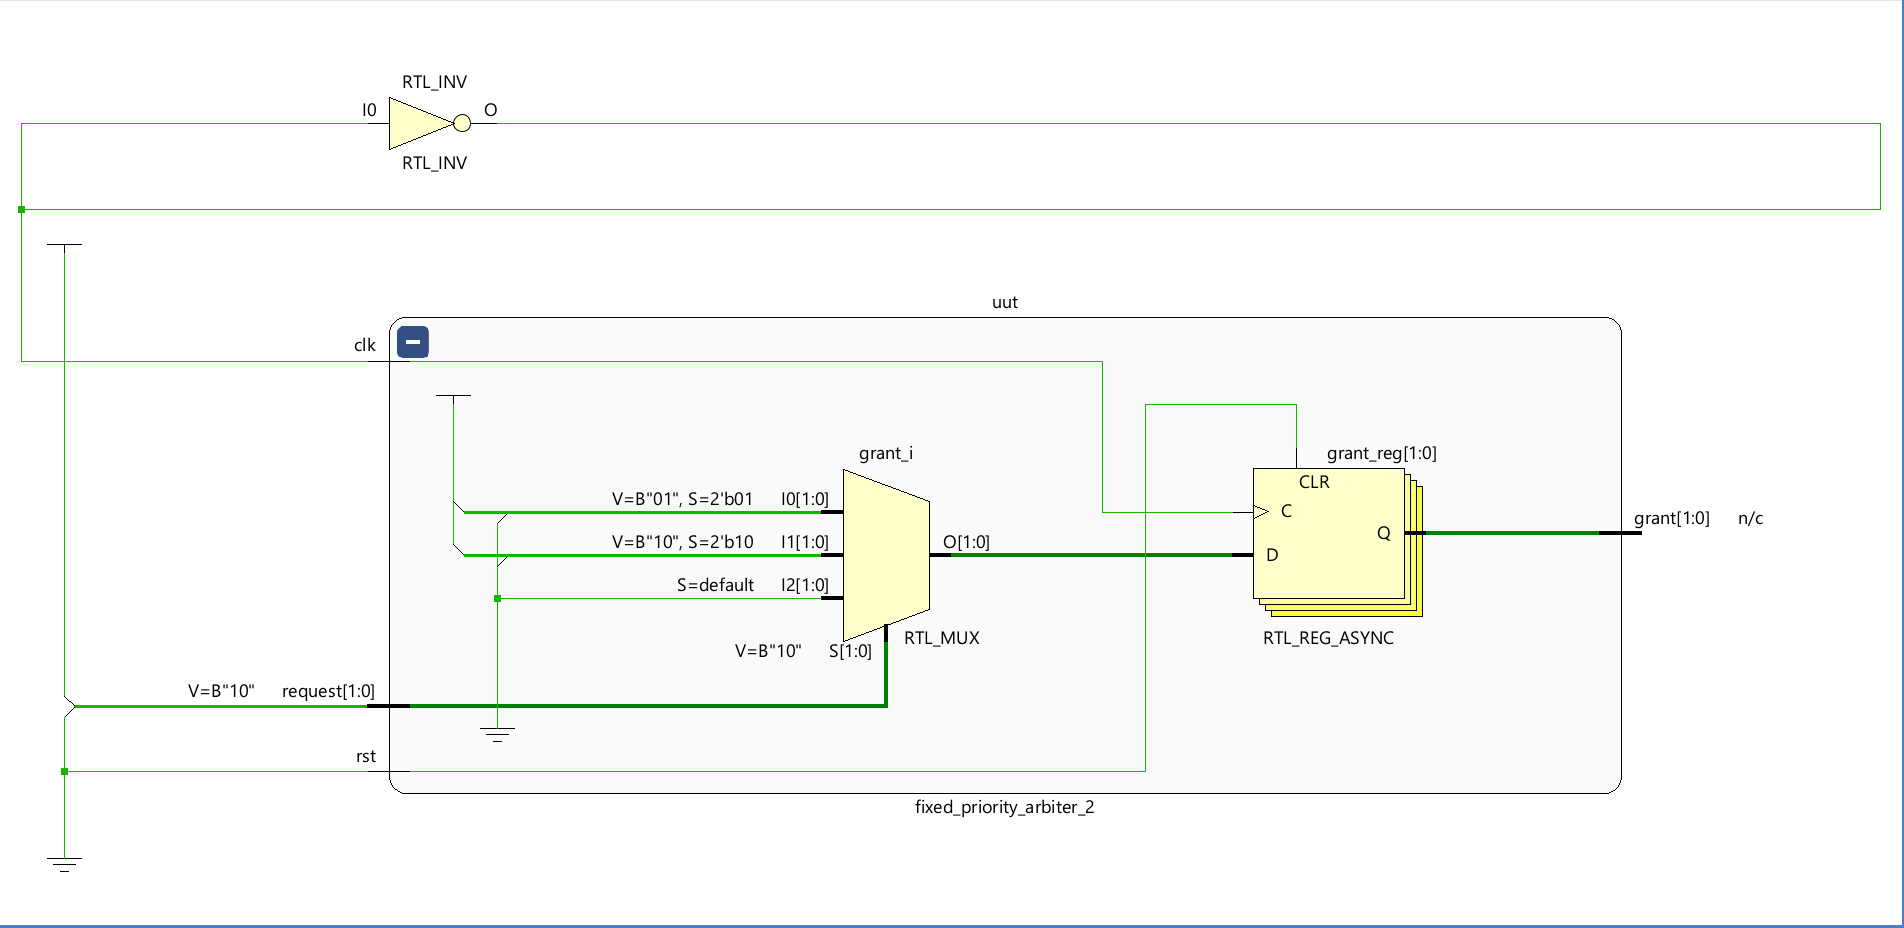 RTL_INV
I0
O
RTL_INV
uut
clk
grant_i
grant_reg[1:0]
CLR
V=B"01", S=2'b01 I0[1:0]
C
grant[1:0] n/c
Q
V=B"10", S=2'b10 I1[1:0]
O[1:0]
D
S=default I2[1:0]
RTL_MUX
RTL_REG_ASYNC
V=B"10" S[1:0]
V=B"10" request[1:0]
rst
fixed_priority_arbiter_2